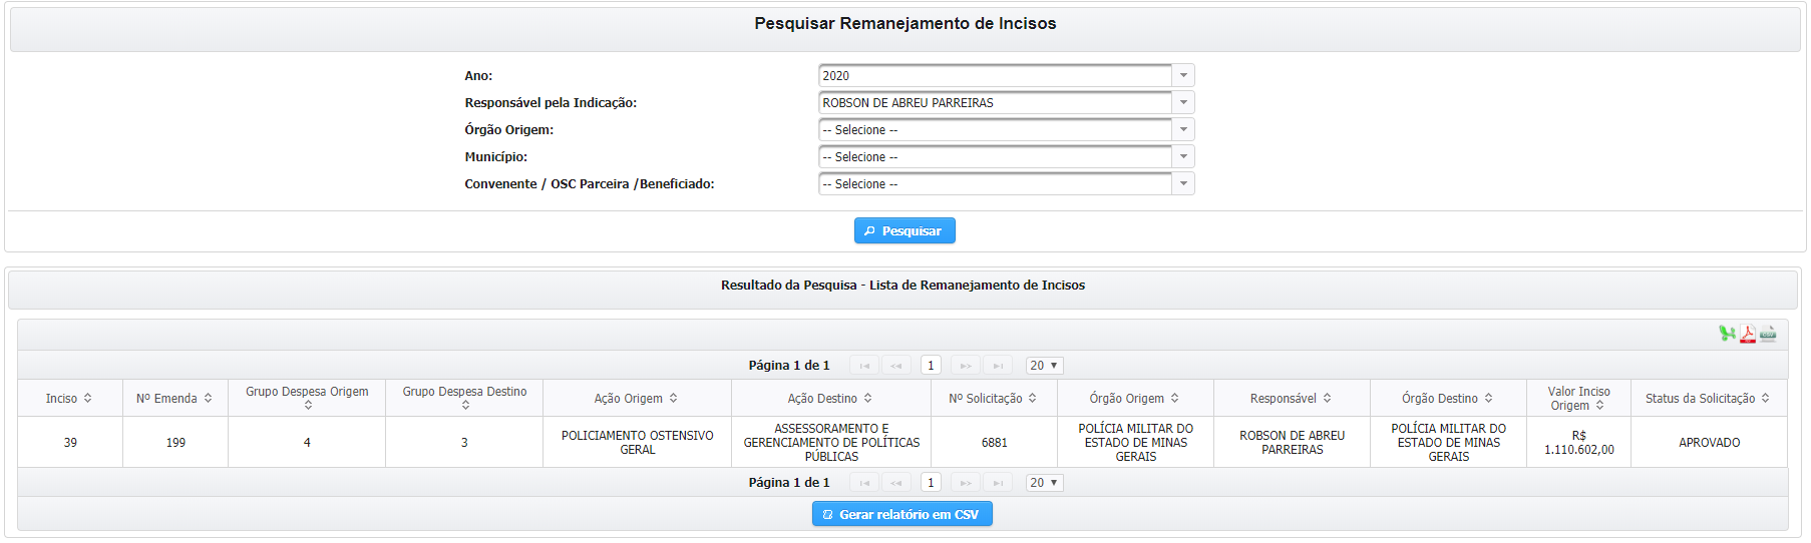 Pesquisar Remanejamento de Incisos
Ano: 2020
Responsável pela Indicação: ROBSON DE ABREU PARREIRAS
Órgão Origem: -- Selecione --
Município: -- Selecione --
Convenente / OSC Parceira /Beneficiado: -- Selecione --
Pesquisar
Resultado da Pesquisa - Lista de Remanejamento de Incisos
Página 1 de 1 1 20
Inciso Nº Emenda Grupo Despesa Origem Grupo Despesa Destino Ação Origem Ação Destino Nº Solicitação Órgão Origem Responsável Órgão Destino Valor Inciso Origem Status da Solicitação
39 199 4 3 POLICIAMENTO OSTENSIVO GERAL ASSESSORAMENTO E GERENCIAMENTO DE POLÍTICAS PÚBLICAS 6881 POLÍCIA MILITAR DO ESTADO DE MINAS GERAIS ROBSON DE ABREU PARREIRAS POLÍCIA MILITAR DO ESTADO DE MINAS GERAIS R$ 1.110.602,00 APROVADO
Página 1 de 1 1 20
Gerar relatório em CSV